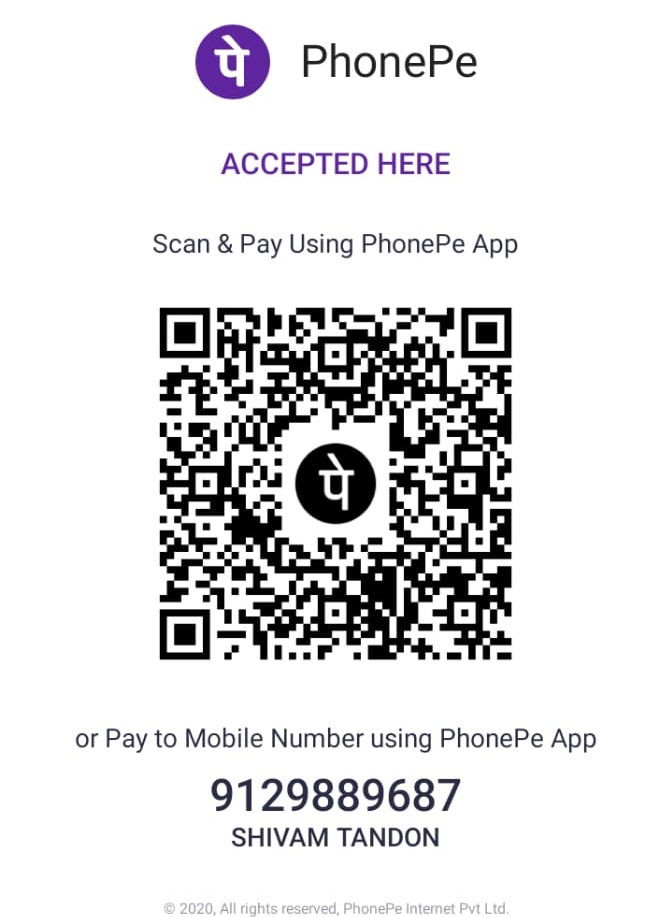 पे PhonePe
ACCEPTED HERE
Scan & Pay Using PhonePe App
पे
or Pay to Mobile Number using PhonePe App
9129889687
SHIVAM TANDON
© 2020, All rights reserved, PhonePe Internet Pvt Ltd.